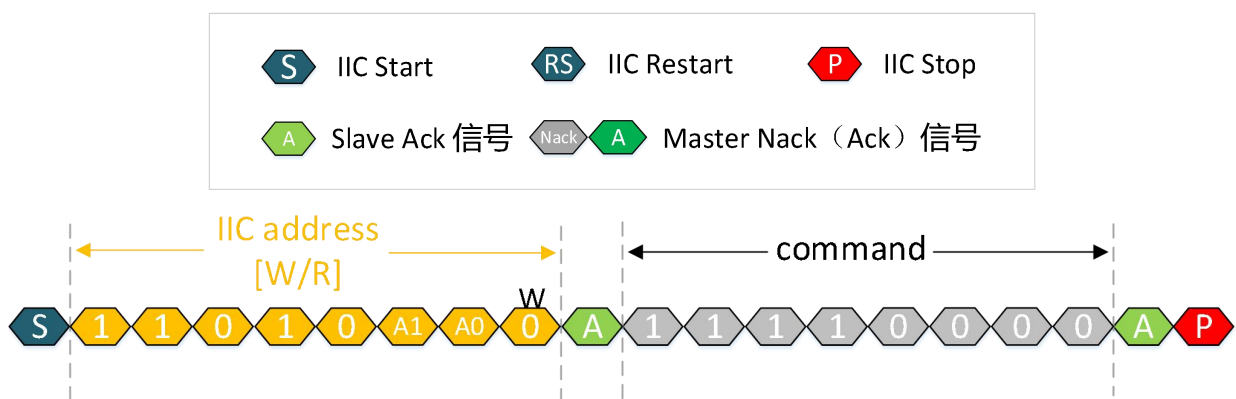 S IIC Start RS IIC Restart P IIC Stop
A Slave Ack 信号 Nack A Master Nack（Ack）信号
IIC address
[W/R]
command
W
S 1 1 0 1 0 A1 A0 0 A 1 1 1 1 0 0 0 0 A P